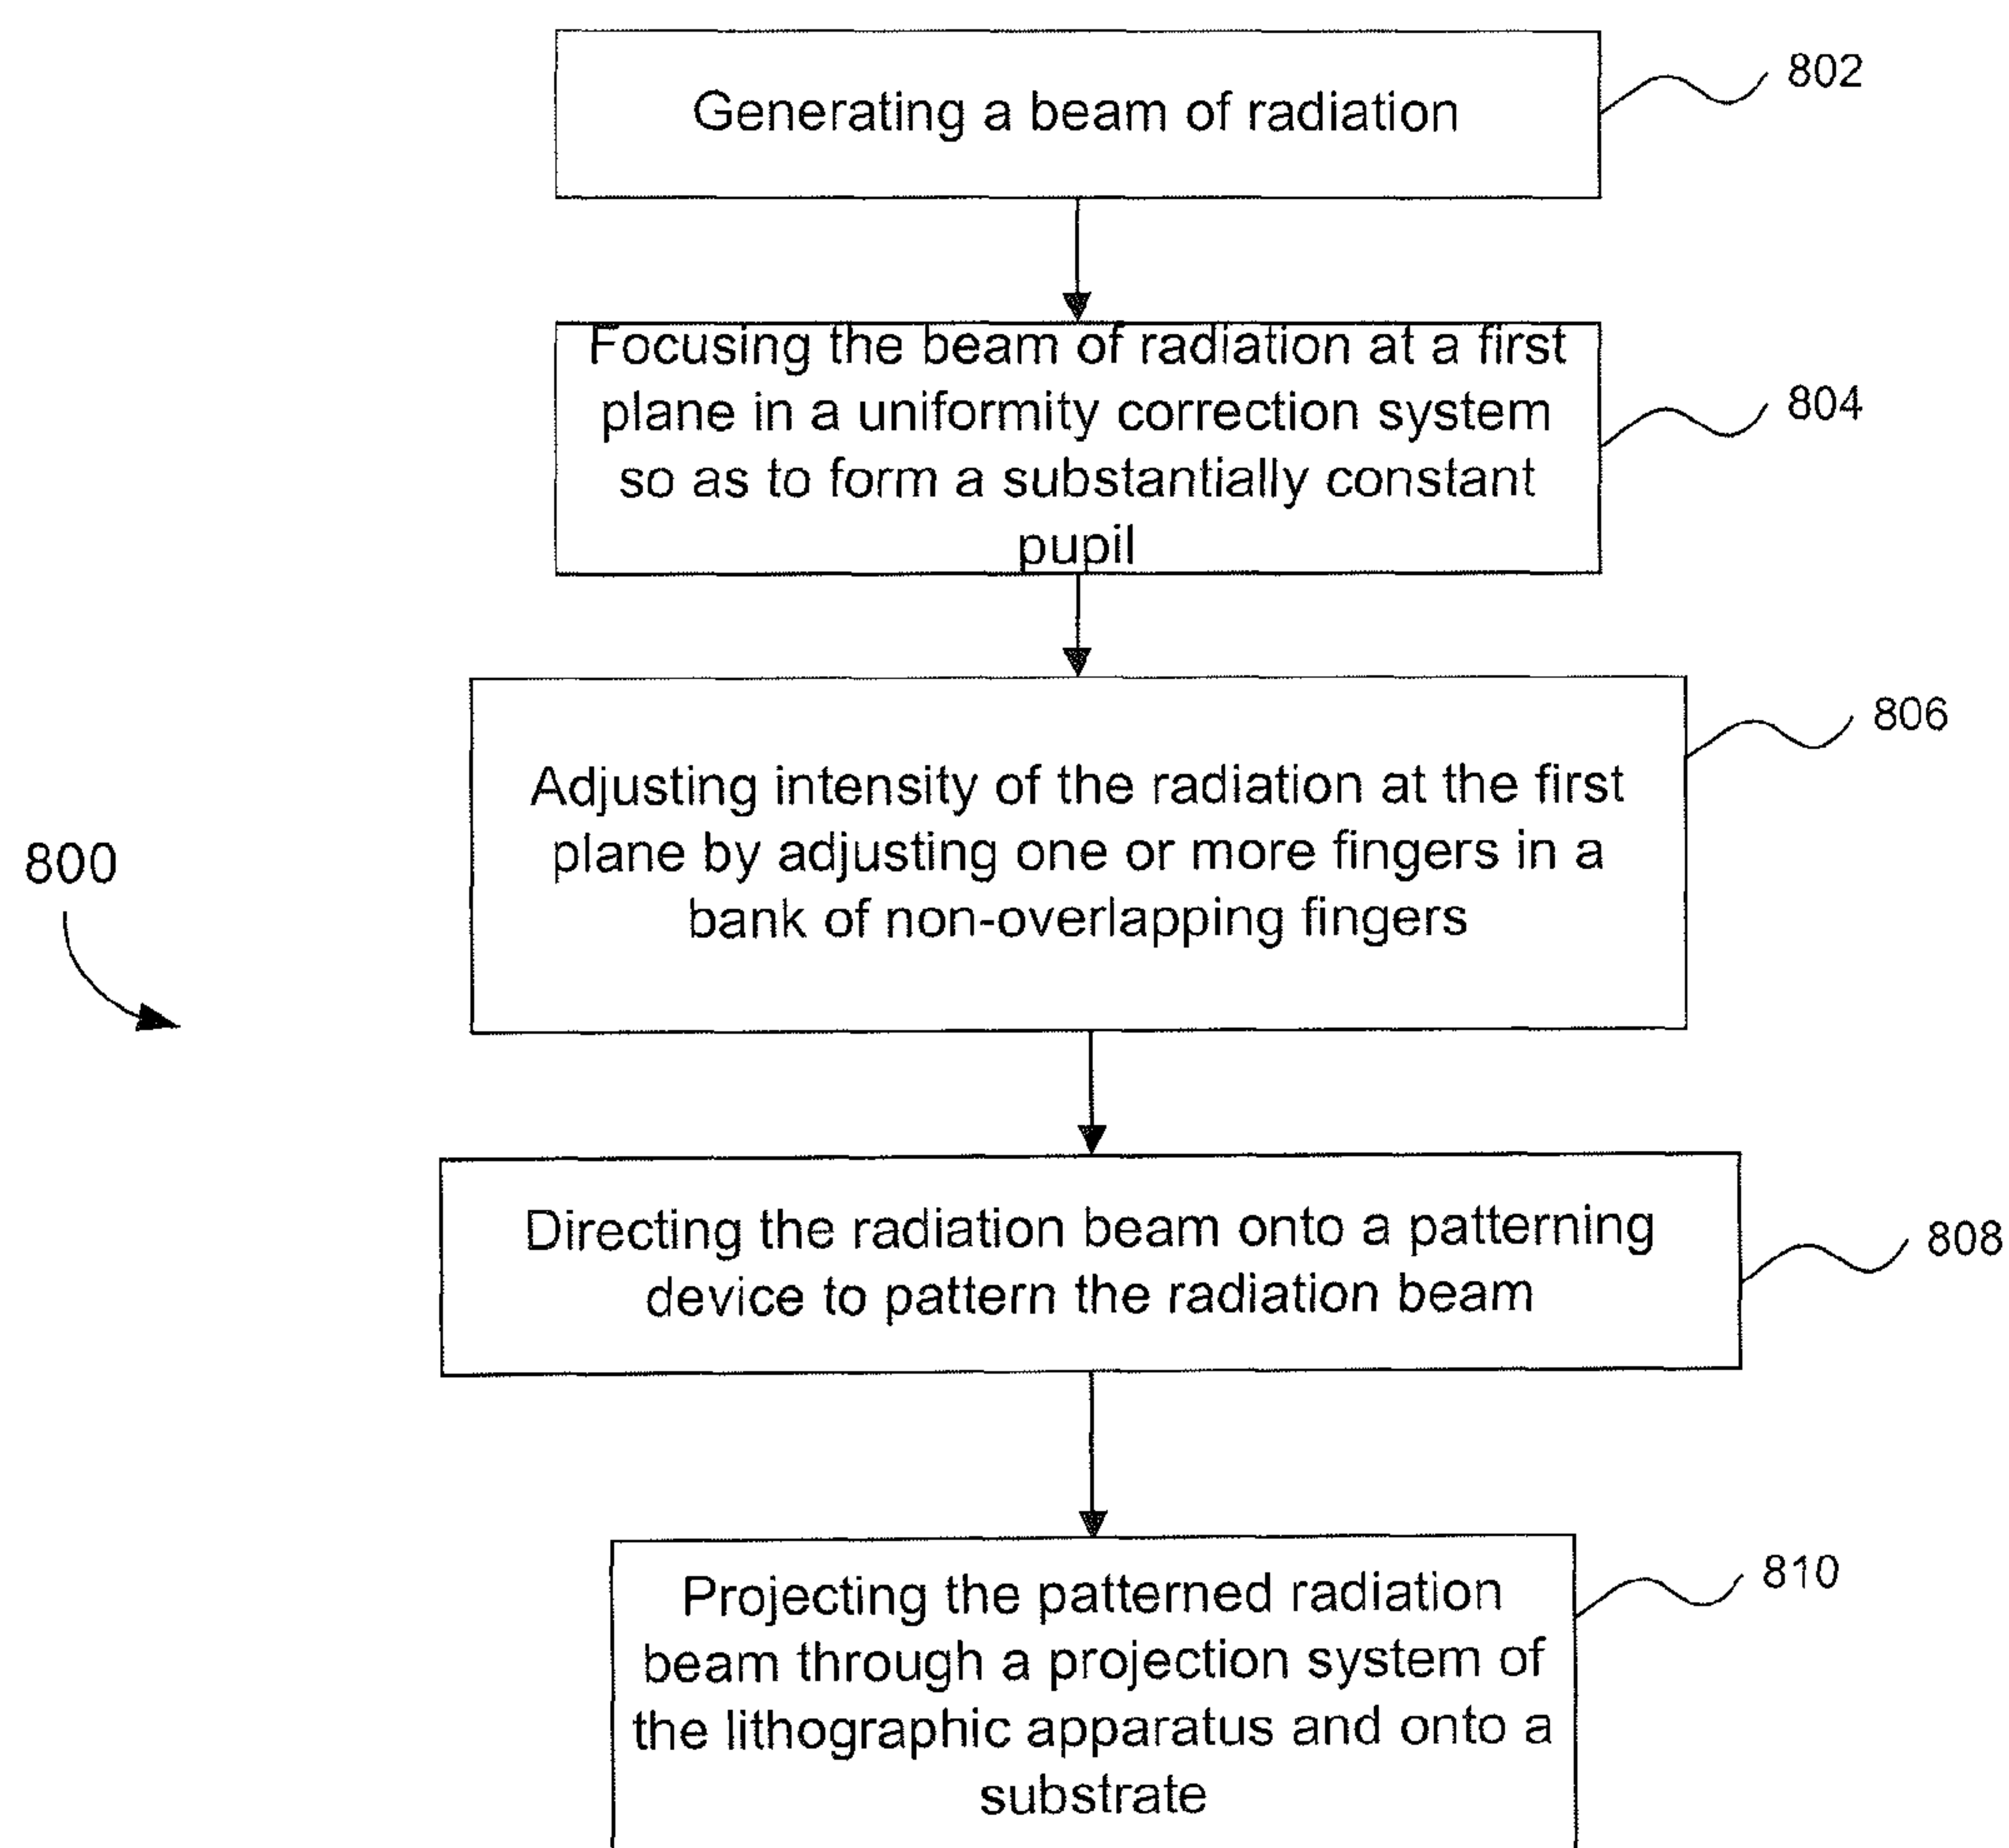 Generating a beam of radiation
802
Focusing the beam of radiation at a first
plane in a uniformity correction system
so as to form a substantially constant
pupil
804
Adjusting intensity of the radiation at the first
plane by adjusting one or more fingers in a
bank of non-overlapping fingers
806
800
Directing the radiation beam onto a patterning
device to pattern the radiation beam
808
Projecting the patterned radiation
beam through a projection system of
the lithographic apparatus and onto a
substrate
810